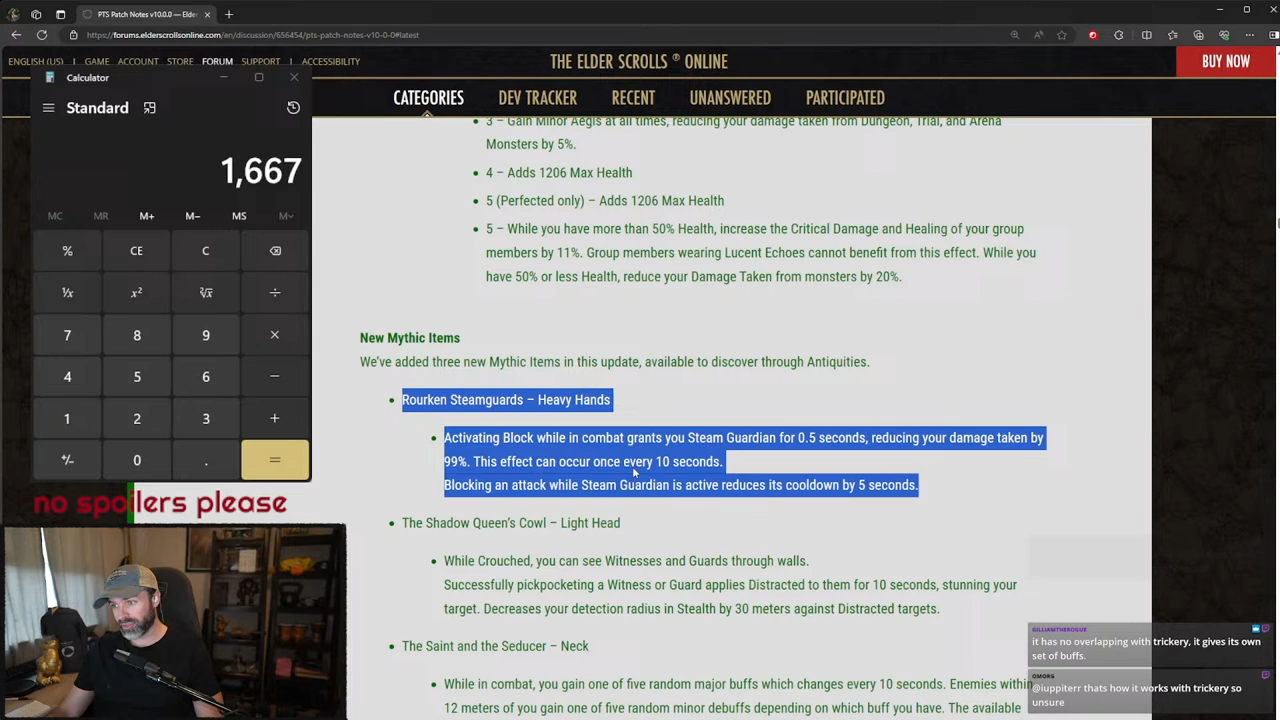 PTS Patch Notes v10.0.0 — Elder
https://forums.elderscrollsonline.com/en/discussion/656454/pts-patch-notes-v10-0-0#latest
ENGLISH (US) GAME ACCOUNT STORE FORUM SUPPORT ACCESSIBILITY
THE ELDER SCROLLS ® ONLINE
BUY NOW
CATEGORIES DEV TRACKER RECENT UNANSWERED PARTICIPATED
Calculator
Standard
1,667
MC MR M+ M− MS M
% CE C
¹/x x² ²√x ÷
7 8 9 ×
4 5 6 −
1 2 3 +
+/− 0 . =
no spoilers please
3 – Gain Minor Aegis at all times, reducing your damage taken from Dungeon, Trial, and Arena
Monsters by 5%.
4 – Adds 1206 Max Health
5 (Perfected only) – Adds 1206 Max Health
5 – While you have more than 50% Health, increase the Critical Damage and Healing of your group
members by 11%. Group members wearing Lucent Echoes cannot benefit from this effect. While you
have 50% or less Health, reduce your Damage Taken from monsters by 20%.
New Mythic Items
We've added three new Mythic Items in this update, available to discover through Antiquities.
Rourken Steamguards – Heavy Hands
Activating Block while in combat grants you Steam Guardian for 0.5 seconds, reducing your damage taken by
99%. This effect can occur once every 10 seconds.
Blocking an attack while Steam Guardian is active reduces its cooldown by 5 seconds.
The Shadow Queen's Cowl – Light Head
While Crouched, you can see Witnesses and Guards through walls.
Successfully pickpocketing a Witness or Guard applies Distracted to them for 10 seconds, stunning your
target. Decreases your detection radius in Stealth by 30 meters against Distracted targets.
The Saint and the Seducer – Neck
While in combat, you gain one of five random major buffs which changes every 10 seconds. Enemies within
12 meters of you gain one of five random minor debuffs depending on which buff you have. The available
GILLIAMTHEROGUE
it has no overlapping with trickery, it gives its own
set of buffs.
OMORG
@iuppiterr thats how it works with trickery so
unsure